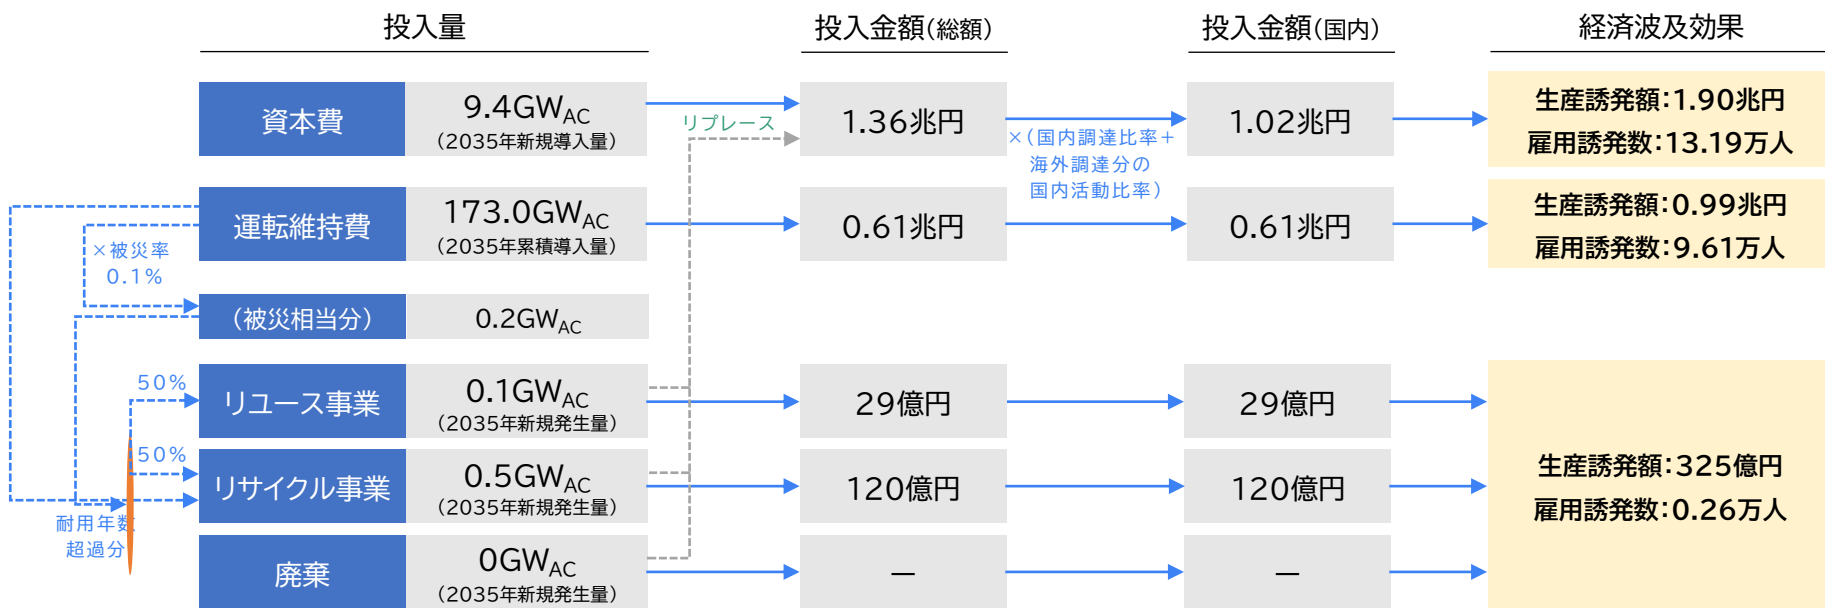 投入量
投入金額(総額)
投入金額(国内)
経済波及効果
資本費
9.4GWAC
(2035年新規導入量)
リプレース
1.36兆円
×(国内調達比率+
海外調達分の
国内活動比率)
1.02兆円
生産誘発額:1.90兆円
雇用誘発数:13.19万人
運転維持費
173.0GWAC
(2035年累積導入量)
0.61兆円
0.61兆円
生産誘発額:0.99兆円
雇用誘発数:9.61万人
×被災率
0.1%
(被災相当分)
0.2GWAC
50%
リユース事業
0.1GWAC
(2035年新規発生量)
29億円
29億円
50%
リサイクル事業
0.5GWAC
(2035年新規発生量)
120億円
120億円
生産誘発額:325億円
雇用誘発数:0.26万人
耐用年数
超過分
廃棄
0GWAC
(2035年新規発生量)
–
–